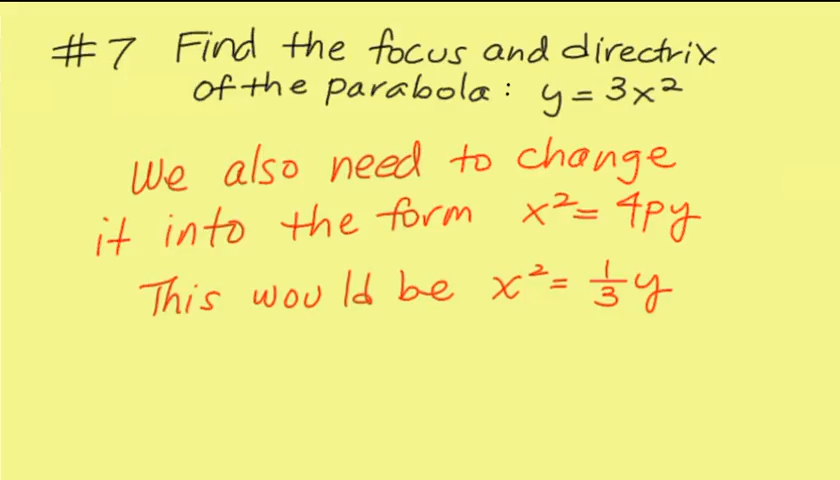 #7 Find the focus and directrix
of the parabola: y = 3x²
We also need to change
it into the form x² = 4py
This would be x² = 1/3 y